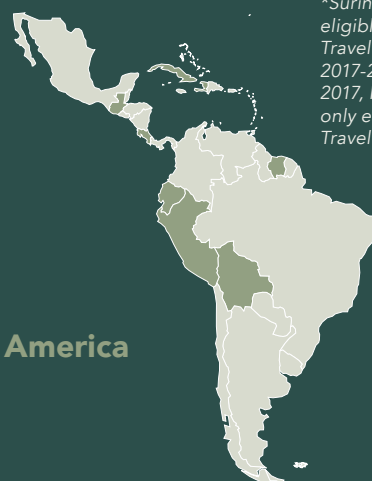 *Surin
eligibl
Travel
2017-2
2017, 
only e
Travel
America